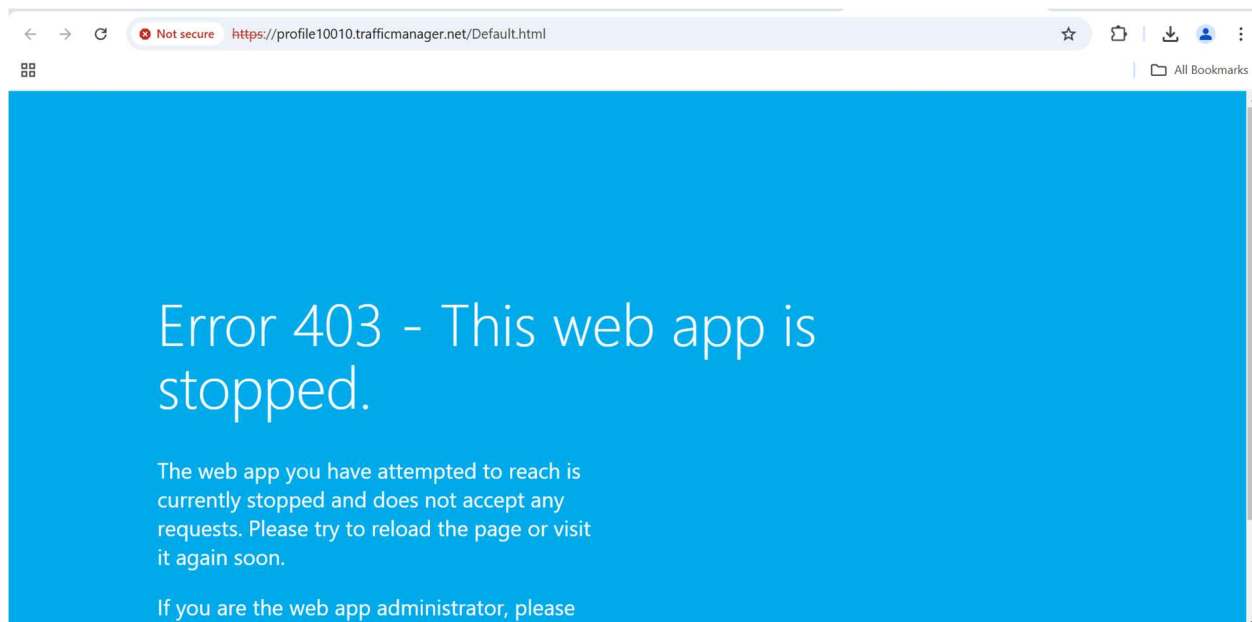 Not secure https://profile10010.trafficmanager.net/Default.html
All Bookmarks
Error 403 - This web app is
stopped.
The web app you have attempted to reach is
currently stopped and does not accept any
requests. Please try to reload the page or visit
it again soon.
If you are the web app administrator, please